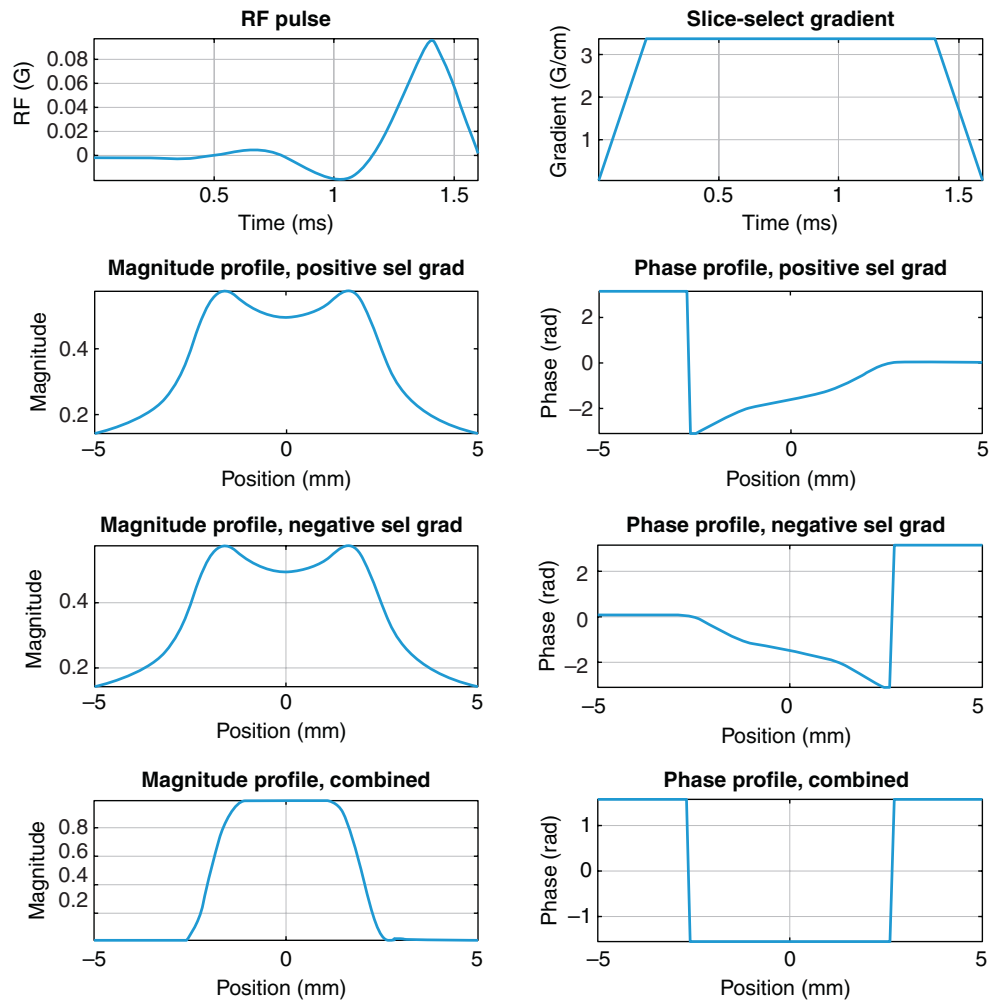 RF pulse
RF (G)
0.08
0.06
0.04
0.02
0
0.5
1
1.5
Time (ms)
Slice-select gradient
Gradient (G/cm)
3
2
1
0.5
1
1.5
Time (ms)
Magnitude profile, positive sel grad
Magnitude
0.4
0.2
−5
0
5
Position (mm)
Phase profile, positive sel grad
Phase (rad)
2
0
−2
−5
0
5
Position (mm)
Magnitude profile, negative sel grad
Magnitude
0.4
0.2
−5
0
5
Position (mm)
Phase profile, negative sel grad
Phase (rad)
2
0
−2
−5
0
5
Position (mm)
Magnitude profile, combined
Magnitude
0.8
0.6
0.4
0.2
−5
0
5
Position (mm)
Phase profile, combined
Phase (rad)
1
0
−1
−5
0
5
Position (mm)